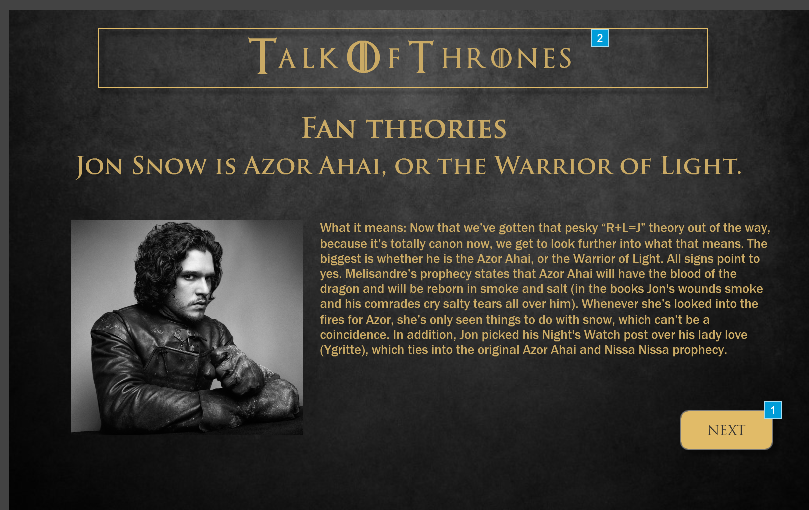 Talk Of Thrones
2
Fan theories
Jon Snow is Azor Ahai, or the Warrior of Light.
What it means: Now that we've gotten that pesky “R+L=J” theory out of the way,
because it's totally canon now, we get to look further into what that means. The
biggest is whether he is the Azor Ahai, or the Warrior of Light. All signs point to
yes. Melisandre's prophecy states that Azor Ahai will have the blood of the
dragon and will be reborn in smoke and salt (in the books Jon's wounds smoke
and his comrades cry salty tears all over him). Whenever she's looked into the
fires for Azor, she's only seen things to do with snow, which can't be a
coincidence. In addition, Jon picked his Night's Watch post over his lady love
(Ygritte), which ties into the original Azor Ahai and Nissa Nissa prophecy.
1
NEXT